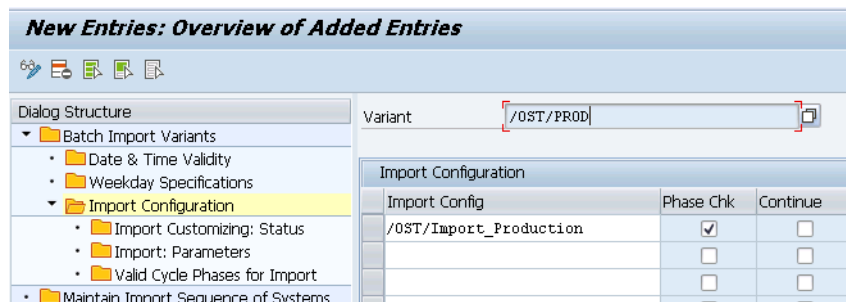 New Entries: Overview of Added Entries
Dialog Structure
Batch Import Variants
Date & Time Validity
Weekday Specifications
Import Configuration
Import Customizing: Status
Import: Parameters
Valid Cycle Phases for Import
Maintain Import Sequence of Systems
Variant /0ST/PROD
Import Configuration
Import Config Phase Chk Continue
/0ST/Import_Production